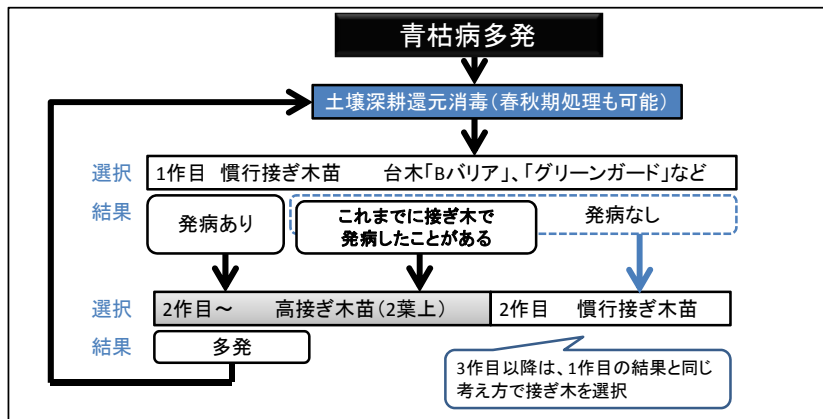 青枯病多発
土壌深耕還元消毒(春秋期処理も可能)
選択
1作目 慣行接ぎ木苗 台木「Bバリア」、「グリーンガード」など
結果
発病あり
これまでに接ぎ木で
発病したことがある
発病なし
選択
2作目～ 高接ぎ木苗(2葉上)
2作目 慣行接ぎ木苗
結果
多発
3作目以降は、1作目の結果と同じ
考え方で接ぎ木を選択